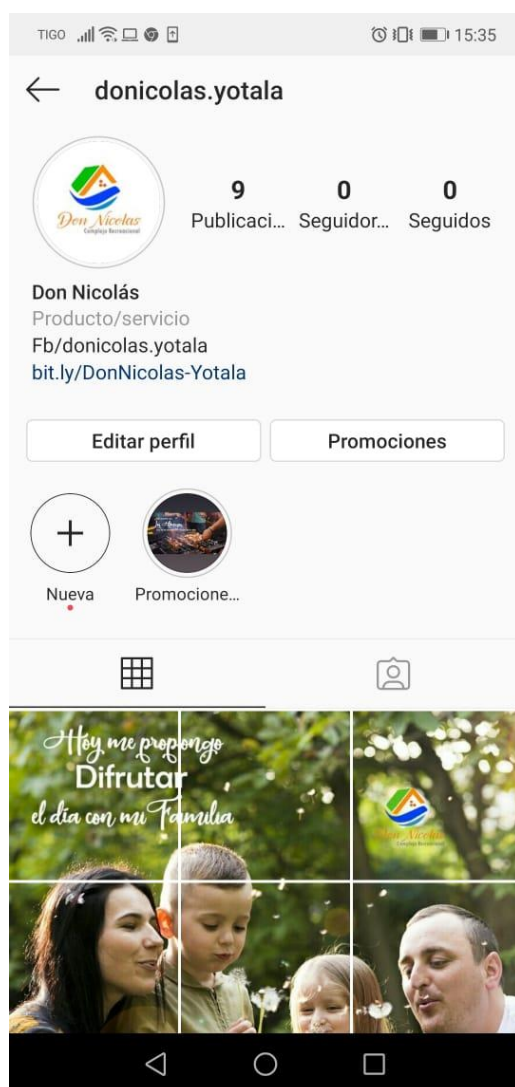 TIGO 15:35
donicolas.yotala
Don Nicolas
Complejo Recreacional
9 0 0
Publicaci... Seguidor... Seguidos
Don Nicolás
Producto/servicio
Fb/donicolas.yotala
bit.ly/DonNicolas-Yotala
Editar perfil Promociones
Nueva Promocione...
Hoy me propongo
Difrutar
el día con mi Familia
Don Nicolas
Complejo Recreacional